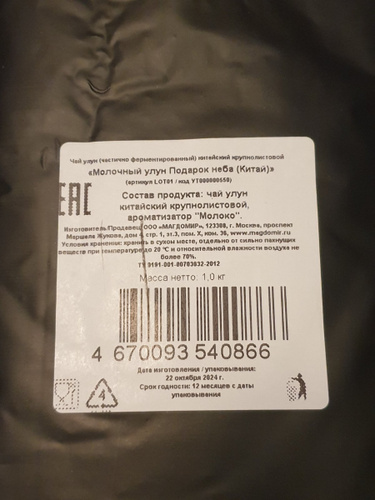 Чай улун (частично ферментированный) китайский крупнолистовой
«Молочный улун Подарок неба (Китай)»
(артикул LOT01 / код УТ000000558)
EAC
Состав продукта: чай улун
китайский крупнолистовой,
ароматизатор "Молоко".
Изготовитель/Продавец: ООО «МАГДОМИР», 123308, г. Москва, проспект
Маршала Жукова, дом 4, стр. 1, эт.3, пом. X, ком. 30, www.magdomir.ru
Условия хранения: хранить в сухом месте, отдельно от сильно пахнущих
веществ при температуре до 20 °С и относительной влажности воздуха не
более 70%.
ТУ 9191-001-80703032-2012
Масса нетто: 1,0 кг
4 670093 540866
Дата изготовления / упаковывания:
22 октября 2024 г.
Срок годности: 12 месяцев с даты
упаковывания
4